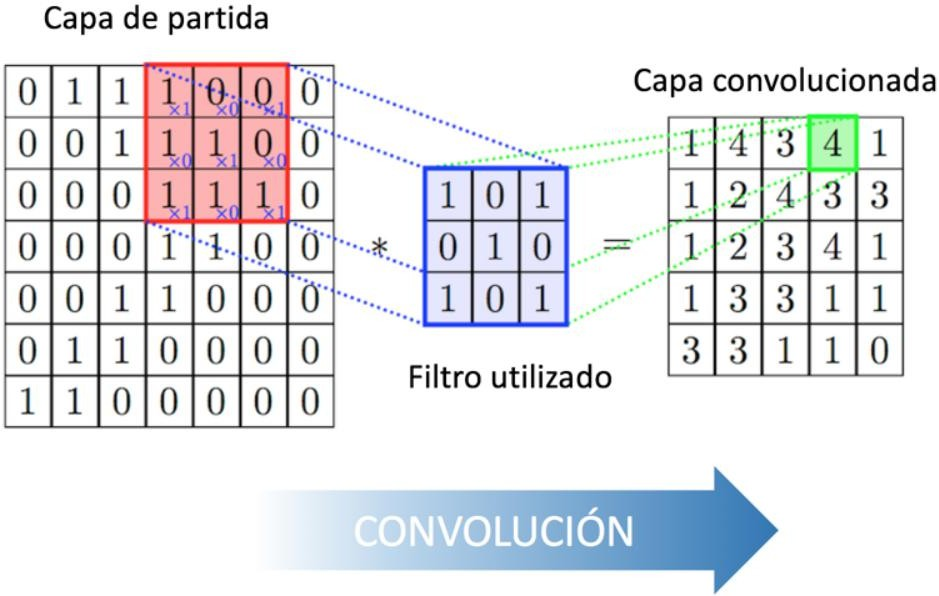 Capa de partida
Capa convolucionada
0 1 1 1 0 0 0
×1 ×0 ×1
0 0 1 1 1 0 0
×0 ×1 ×0
0 0 0 1 1 1 0
×1 ×0 ×1
0 0 0 1 1 0 0
0 0 1 1 0 0 0
0 1 1 0 0 0 0
1 1 0 0 0 0 0
*
1 0 1
0 1 0
1 0 1
Filtro utilizado
=
1 4 3 4 1
1 2 4 3 3
1 2 3 4 1
1 3 3 1 1
3 3 1 1 0
CONVOLUCIÓN